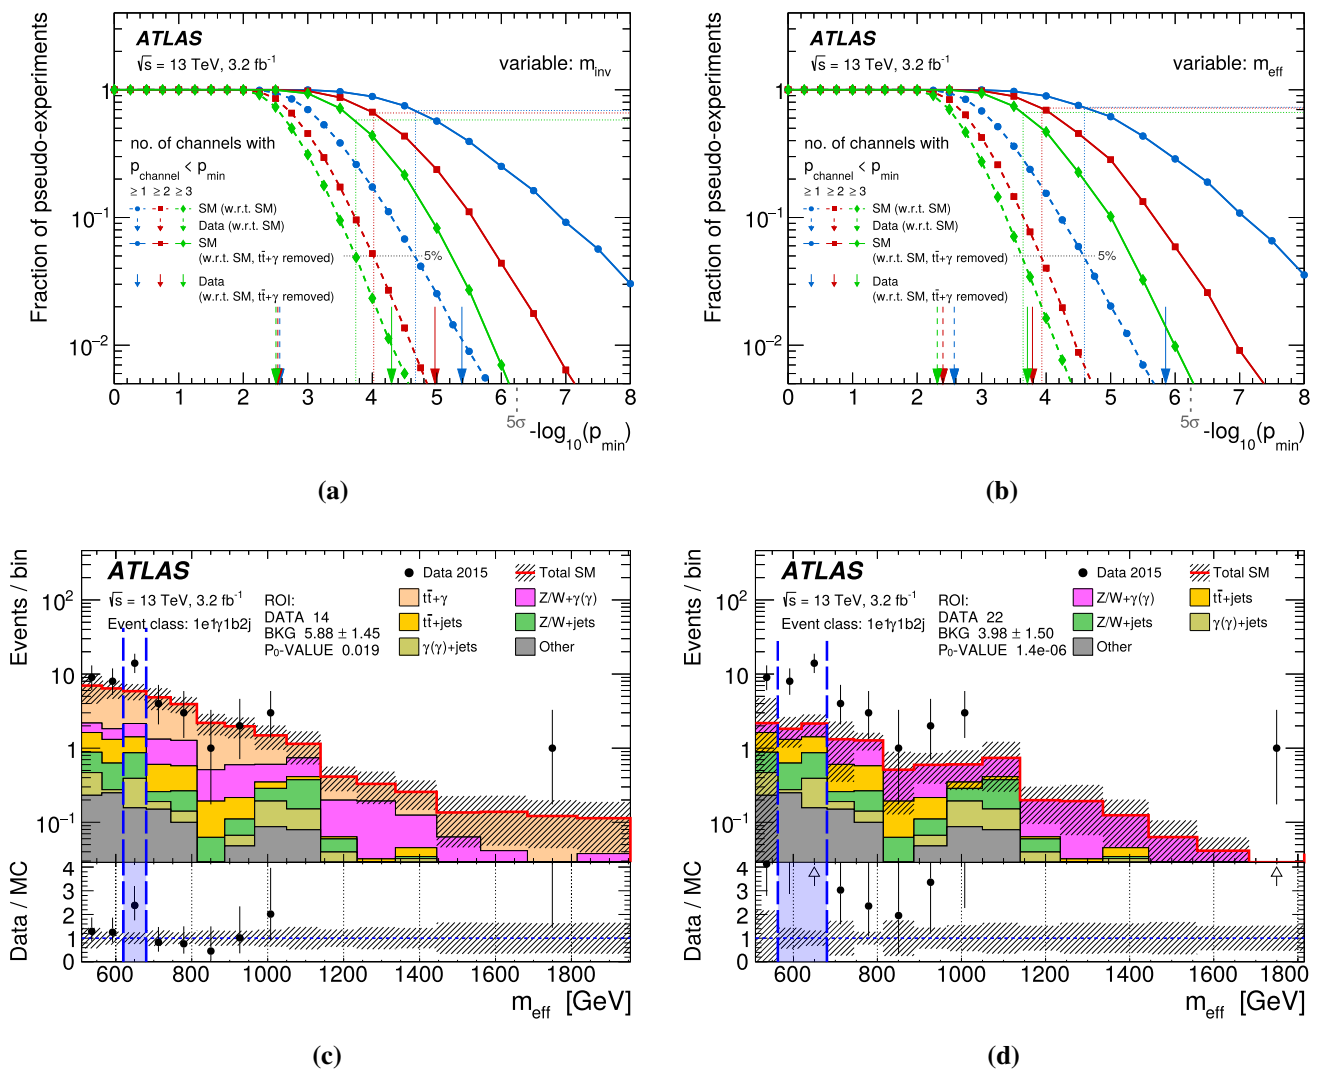 ATLAS
√s = 13 TeV, 3.2 fb⁻¹
variable: m_inv
Fraction of pseudo-experiments
1
10⁻¹
10⁻²
no. of channels with
p_channel < p_min
≥ 1 ≥ 2 ≥ 3
SM (w.r.t. SM)
Data (w.r.t. SM)
SM
(w.r.t. SM, tt̄+γ removed)
Data
(w.r.t. SM, tt̄+γ removed)
5%
0 1 2 3 4 5 6 7 8
5σ
-log₁₀(p_min)
(a)
ATLAS
√s = 13 TeV, 3.2 fb⁻¹
variable: m_eff
Fraction of pseudo-experiments
1
10⁻¹
10⁻²
no. of channels with
p_channel < p_min
≥ 1 ≥ 2 ≥ 3
SM (w.r.t. SM)
Data (w.r.t. SM)
SM
(w.r.t. SM, tt̄+γ removed)
Data
(w.r.t. SM, tt̄+γ removed)
5%
0 1 2 3 4 5 6 7 8
5σ
-log₁₀(p_min)
(b)
Events / bin
10²
10
1
10⁻¹
ATLAS
√s = 13 TeV, 3.2 fb⁻¹
Event class: 1e1γ1b2j
ROI:
DATA 14
BKG 5.88 ± 1.45
P₀-VALUE 0.019
Data 2015
Total SM
tt̄+γ
Z/W+γ(γ)
tt̄+jets
Z/W+jets
γ(γ)+jets
Other
Data / MC
4
3
2
1
0
600 800 1000 1200 1400 1600 1800
m_eff [GeV]
(c)
Events / bin
10²
10
1
10⁻¹
ATLAS
√s = 13 TeV, 3.2 fb⁻¹
Event class: 1e1γ1b2j
ROI:
DATA 22
BKG 3.98 ± 1.50
P₀-VALUE 1.4e-06
Data 2015
Total SM
Z/W+γ(γ)
tt̄+jets
Z/W+jets
γ(γ)+jets
Other
Data / MC
4
3
2
1
0
600 800 1000 1200 1400 1600 1800
m_eff [GeV]
(d)